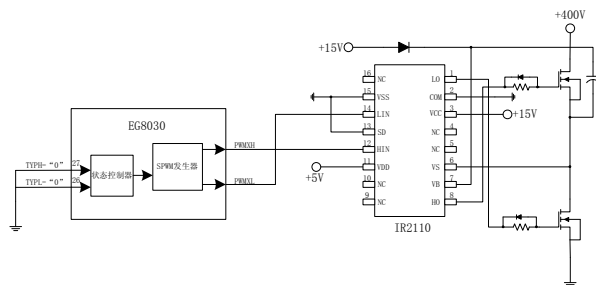 +400V
+15V
16 NC
15 VSS
14 LIN
13 SD
12 HIN
11 VDD
10 NC
9 NC
LO 1
COM 2
VCC 3
NC 4
NC 5
VS 6
VB 7
HO 8
IR2110
+15V
+5V
EG8030
TYPH-“0” 27
TYPL-“0” 26
状态控制器
SPWM发生器
PWMXH
PWMXL